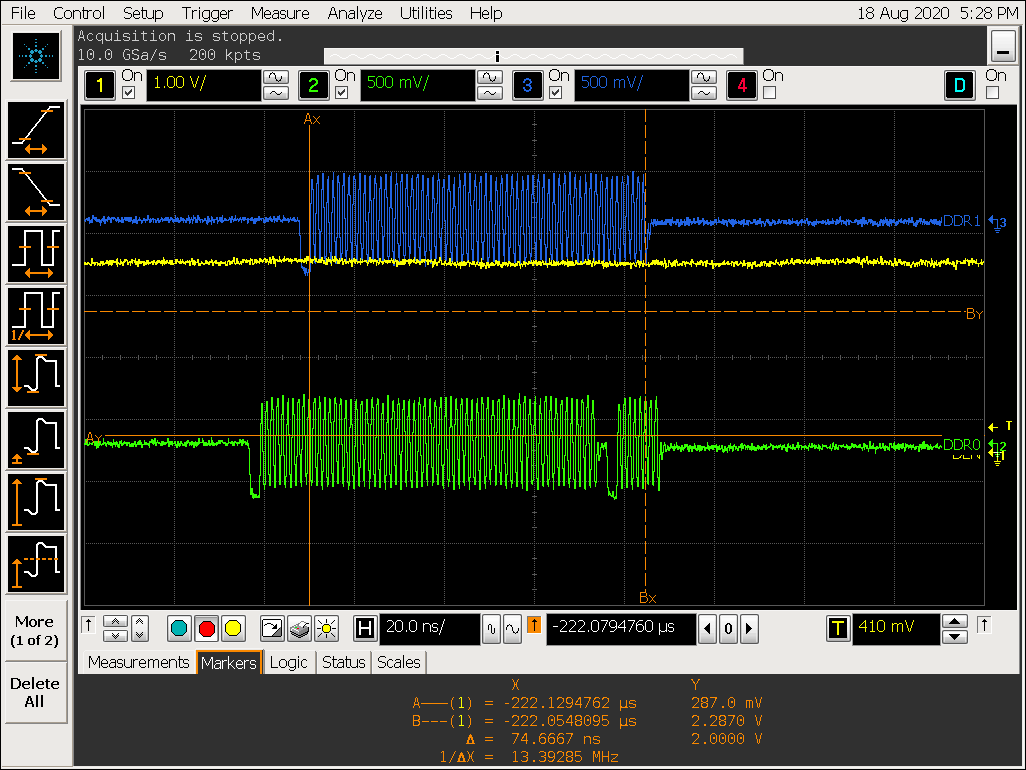 File Control Setup Trigger Measure Analyze Utilities Help 18 Aug 2020 5:28 PM
Acquisition is stopped.
10.0 GSa/s 200 kpts
1 On 1.00 V/ 2 On 500 mV/ 3 On 500 mV/ 4 On D On
Ax
DDR1 3
By
T
Ay
DDR0 2
Bx
H 20.0 ns/ -222.0794760 µs 0 T 410 mV
More
(1 of 2)
Delete
All
Measurements Markers Logic Status Scales
X Y
A——(1) = -222.1294762 µs 287.0 mV
B---(1) = -222.0548095 µs 2.2870 V
Δ = 74.6667 ns 2.0000 V
1/ΔX = 13.39285 MHz